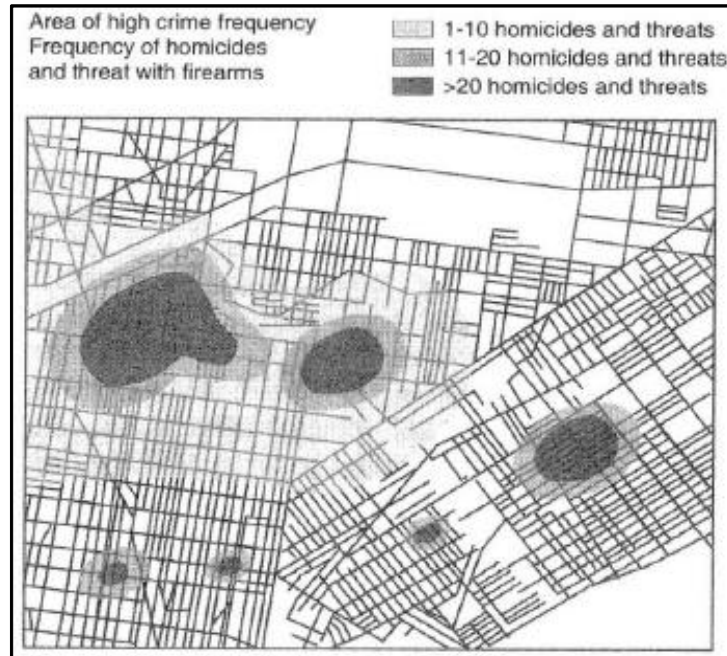 Area of high crime frequency
Frequency of homicides
and threat with firearms
1-10 homicides and threats
11-20 homicides and threats
>20 homicides and threats